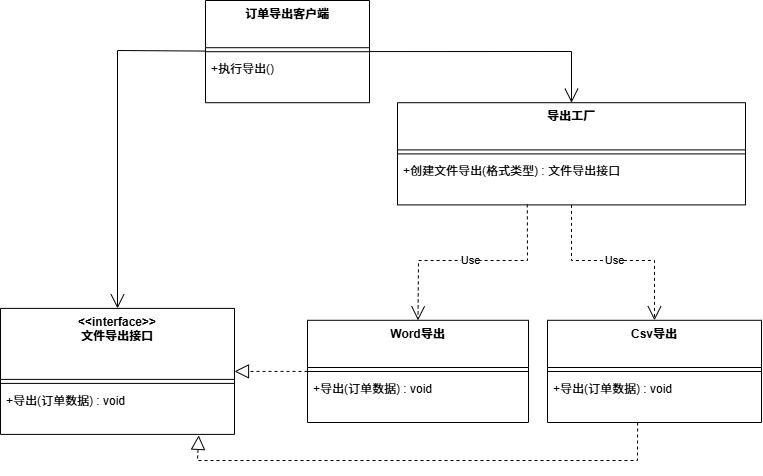 订单导出客户端
+执行导出()
导出工厂
+创建文件导出(格式类型) : 文件导出接口
Use
Use
<<interface>>
文件导出接口
+导出(订单数据) : void
Word导出
+导出(订单数据) : void
Csv导出
+导出(订单数据) : void